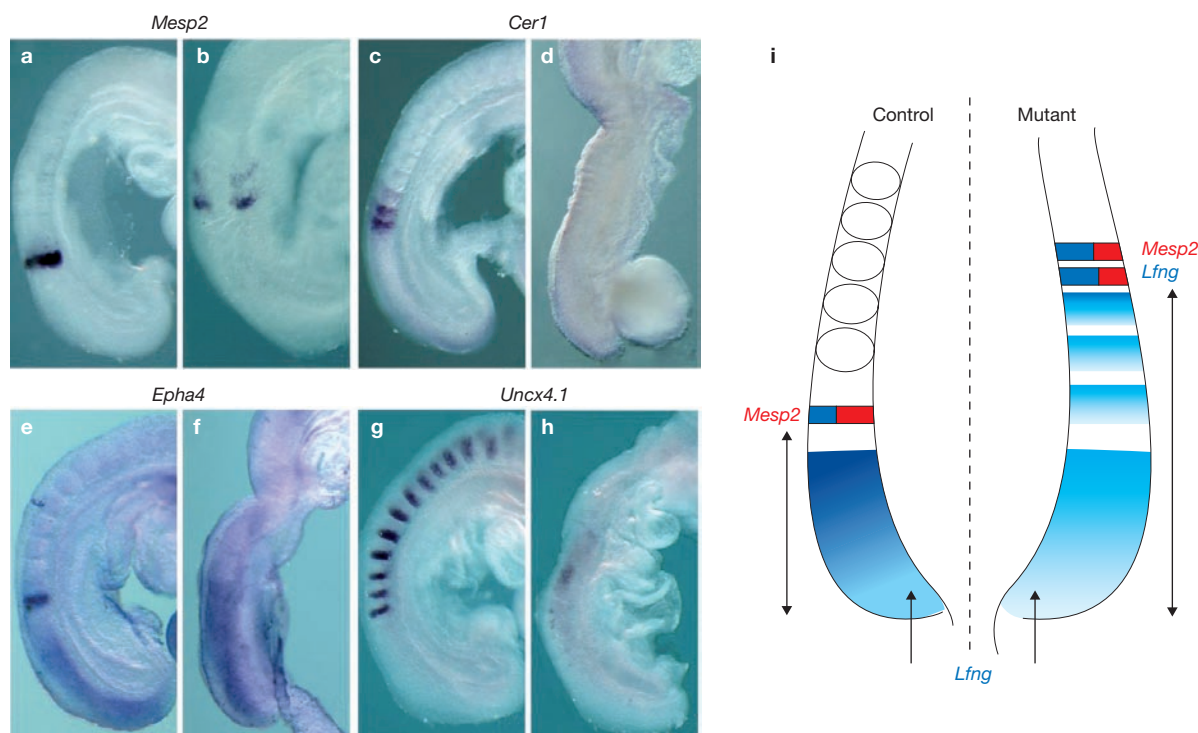 Mesp2 Cer1
a b c d
Epha4 Uncx4.1
e f g h
i
Control Mutant
Mesp2
Lfng
Mesp2
Lfng